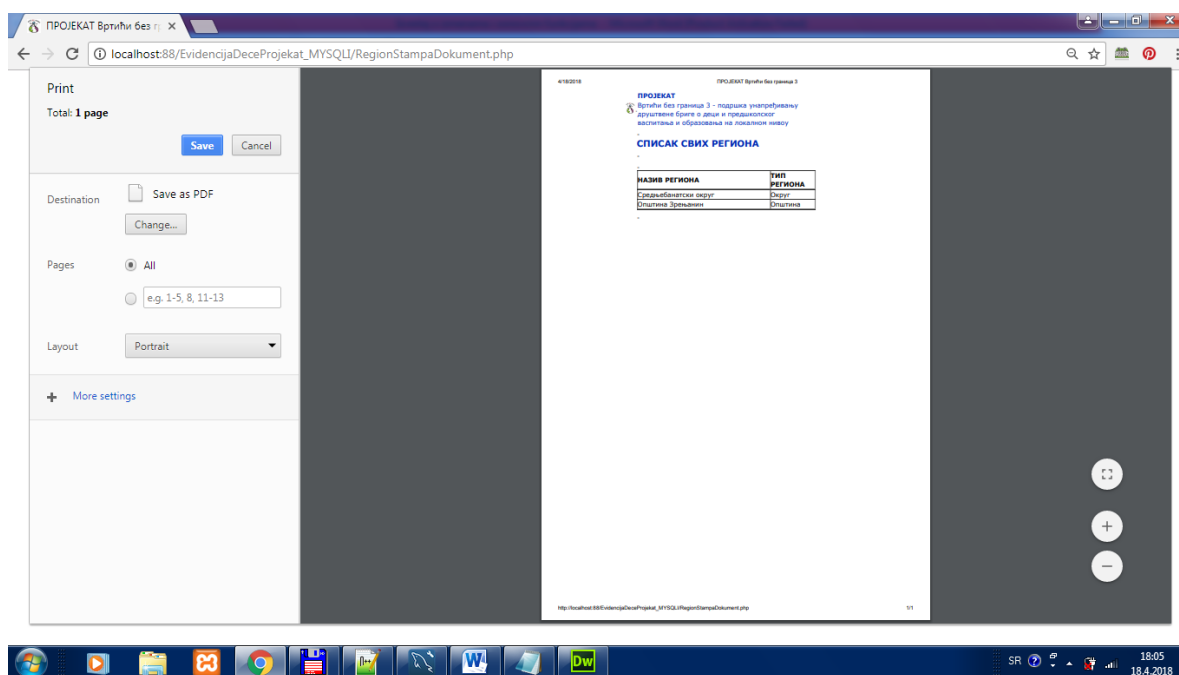 ПРОЈЕКАТ Вртићи без гр
localhost:88/EvidencijaDeceProjekat_MYSQLI/RegionStampaDokument.php
Print
Total: 1 page
Save Cancel
Destination Save as PDF
Change...
Pages All
e.g. 1-5, 8, 11-13
Layout Portrait
More settings
4/18/2018 ПРОЈЕКАТ Вртићи без граница 3
ПРОЈЕКАТ
Вртићи без граница 3 - подршка унапређивању
друштвене бриге о деци и предшколског
васпитања и образовања на локалном нивоу
СПИСАК СВИХ РЕГИОНА
НАЗИВ РЕГИОНА ТИП РЕГИОНА
Средњебанатски округ Округ
Општина Зрењанин Општина
http://localhost:88/EvidencijaDeceProjekat_MYSQLI/RegionStampaDokument.php 1/1
Dw
SR 18:05
18.4.2018